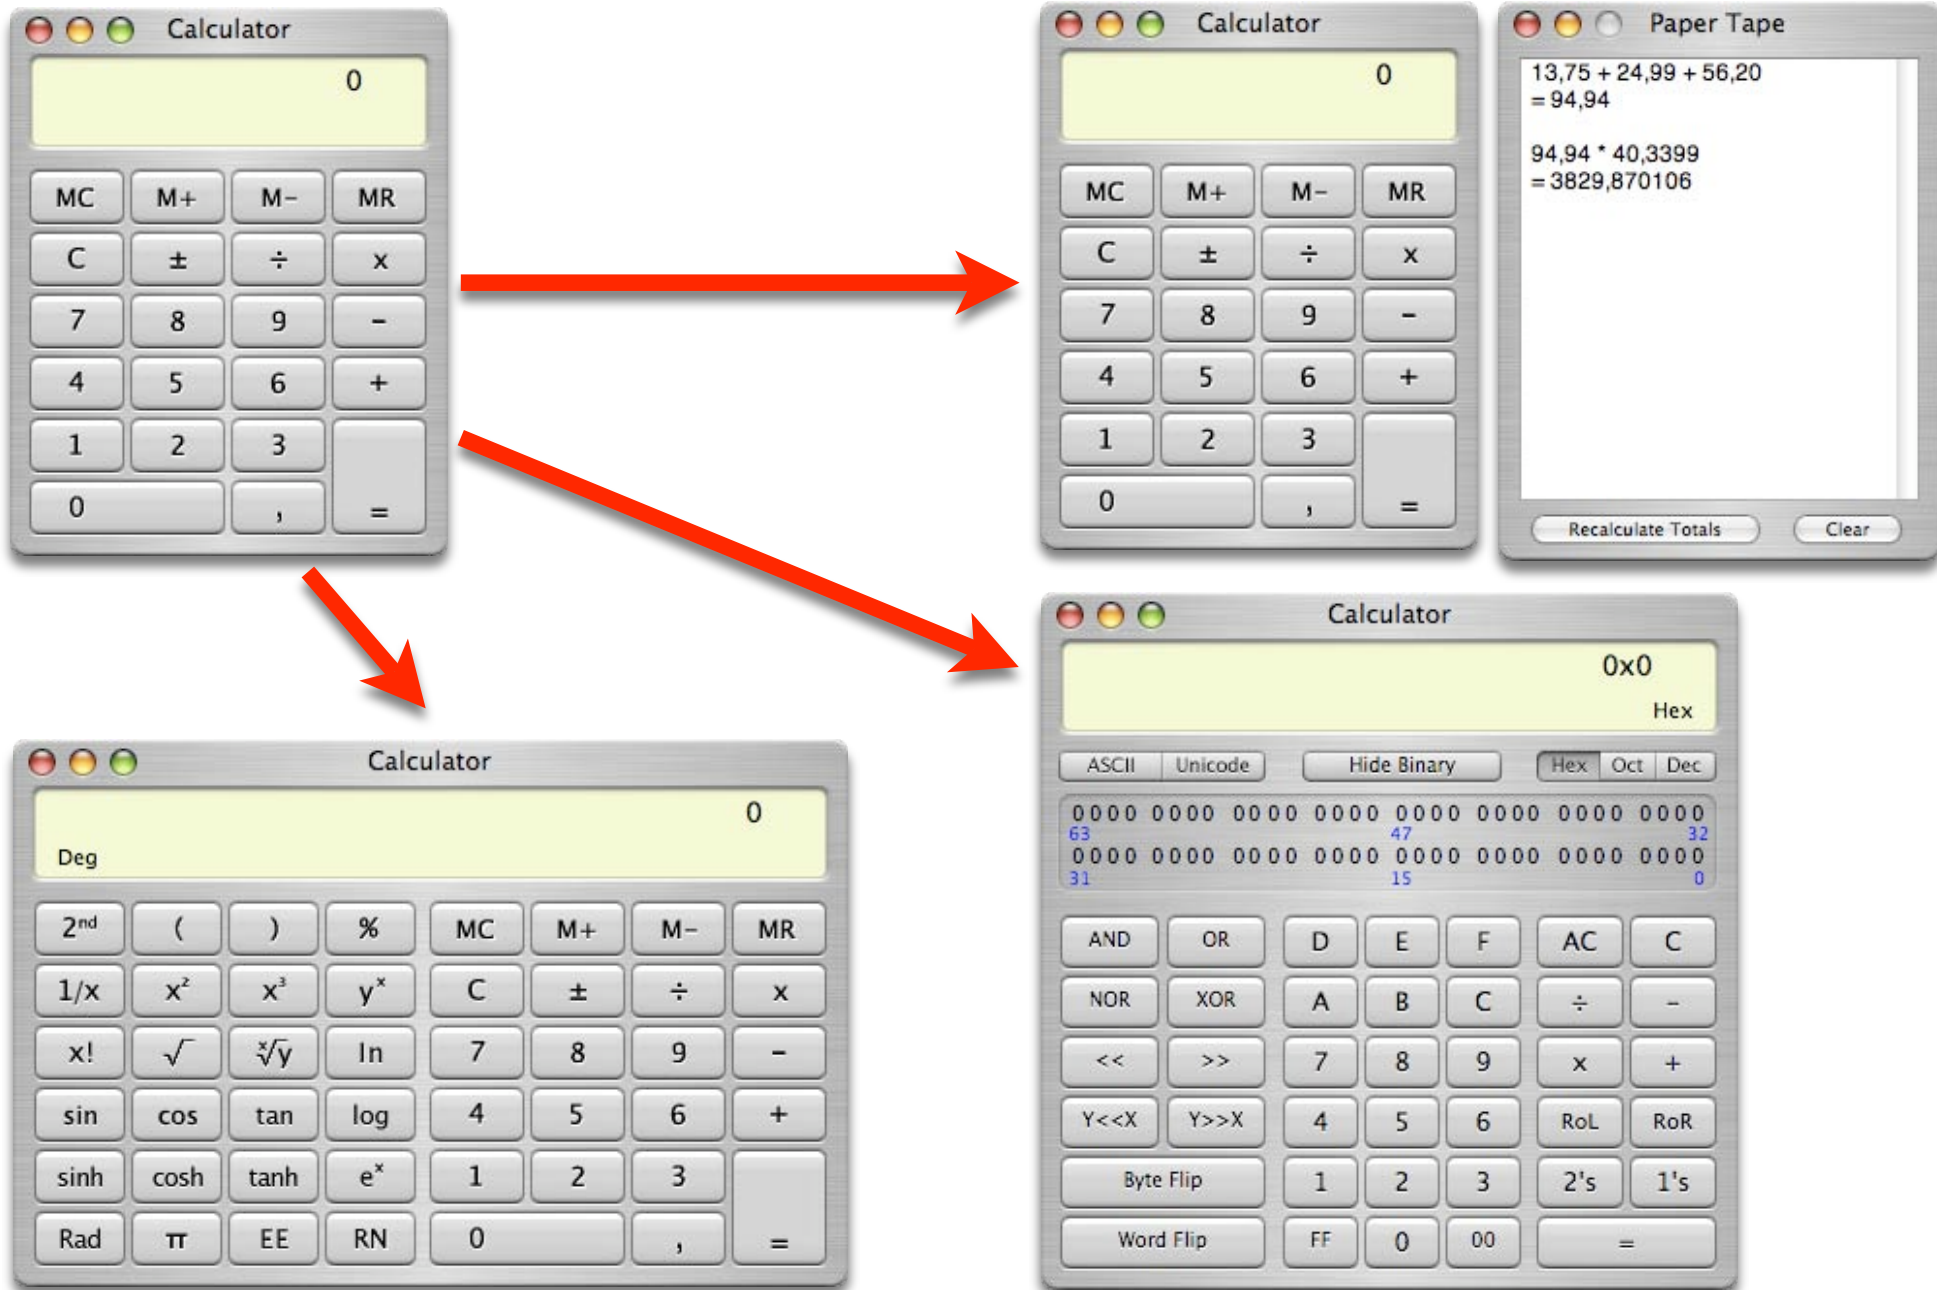 Calculator
0
MC M+ M− MR
C ± ÷ x
7 8 9 −
4 5 6 +
1 2 3
0 , =
Calculator
0
MC M+ M− MR
C ± ÷ x
7 8 9 −
4 5 6 +
1 2 3
0 , =
Paper Tape
13,75 + 24,99 + 56,20
= 94,94
94,94 * 40,3399
= 3829,870106
Recalculate Totals Clear
Calculator
0
Deg
2ⁿᵈ ( ) % MC M+ M− MR
1/x x² x³ yˣ C ± ÷ x
x! √ ˣ√y ln 7 8 9 −
sin cos tan log 4 5 6 +
sinh cosh tanh eˣ 1 2 3
Rad π EE RN 0 , =
Calculator
0x0
Hex
ASCII Unicode Hide Binary Hex Oct Dec
0000 0000 0000 0000 0000 0000 0000 0000
63 47 32
0000 0000 0000 0000 0000 0000 0000 0000
31 15 0
AND OR D E F AC C
NOR XOR A B C ÷ −
<< >> 7 8 9 x +
Y<<X Y>>X 4 5 6 RoL RoR
Byte Flip 1 2 3 2's 1's
Word Flip FF 0 00 =